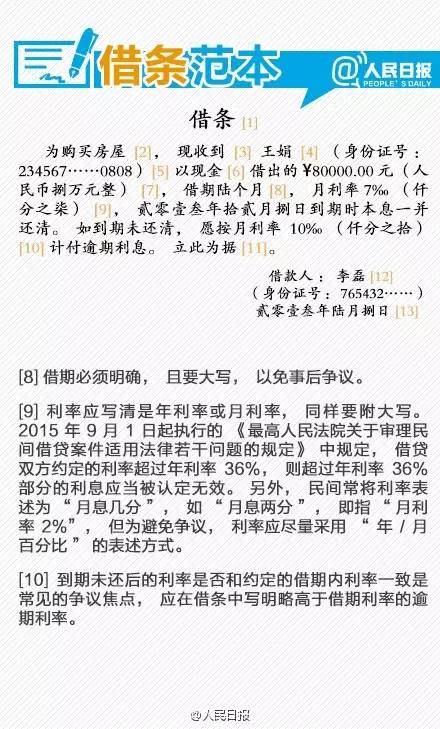 借条范本
@人民日报
PEOPLE'S DAILY
借条 [1]
为购买房屋 [2]， 现收到 [3] 王娟 [4] （身份证号：
234567……0808）[5] 以现金 [6] 借出的 ¥80000.00 元（人
民币捌万元整） [7]， 借期陆个月 [8]， 月利率 7‰ （仟
分之柒） [9]， 贰零壹叁年拾贰月捌日到期时本息一并
还清。 如到期未还清， 愿按月利率 10‰ （仟分之拾）
[10] 计付逾期利息。 立此为据 [11]。
借款人： 李磊 [12]
（身份证号：765432……）
贰零壹叁年陆月捌日 [13]
[8] 借期必须明确， 且要大写， 以免事后争议。
[9] 利率应写清是年利率或月利率， 同样要附大写。
2015 年 9 月 1 日起执行的 《最高人民法院关于审理民
间借贷案件适用法律若干问题的规定》 中规定， 借贷
双方约定的利率超过年利率 36%， 则超过年利率 36%
部分的利息应当被认定无效。 另外， 民间常将利率表
述为 “月息几分”， 如 “月息两分”， 即指 “月利
率 2%”， 但为避免争议， 利率应尽量采用 “ 年 / 月
百分比 ” 的表述方式。
[10] 到期未还后的利率是否和约定的借期内利率一致是
常见的争议焦点， 应在借条中写明略高于借期利率的逾
期利率。
@人民日报